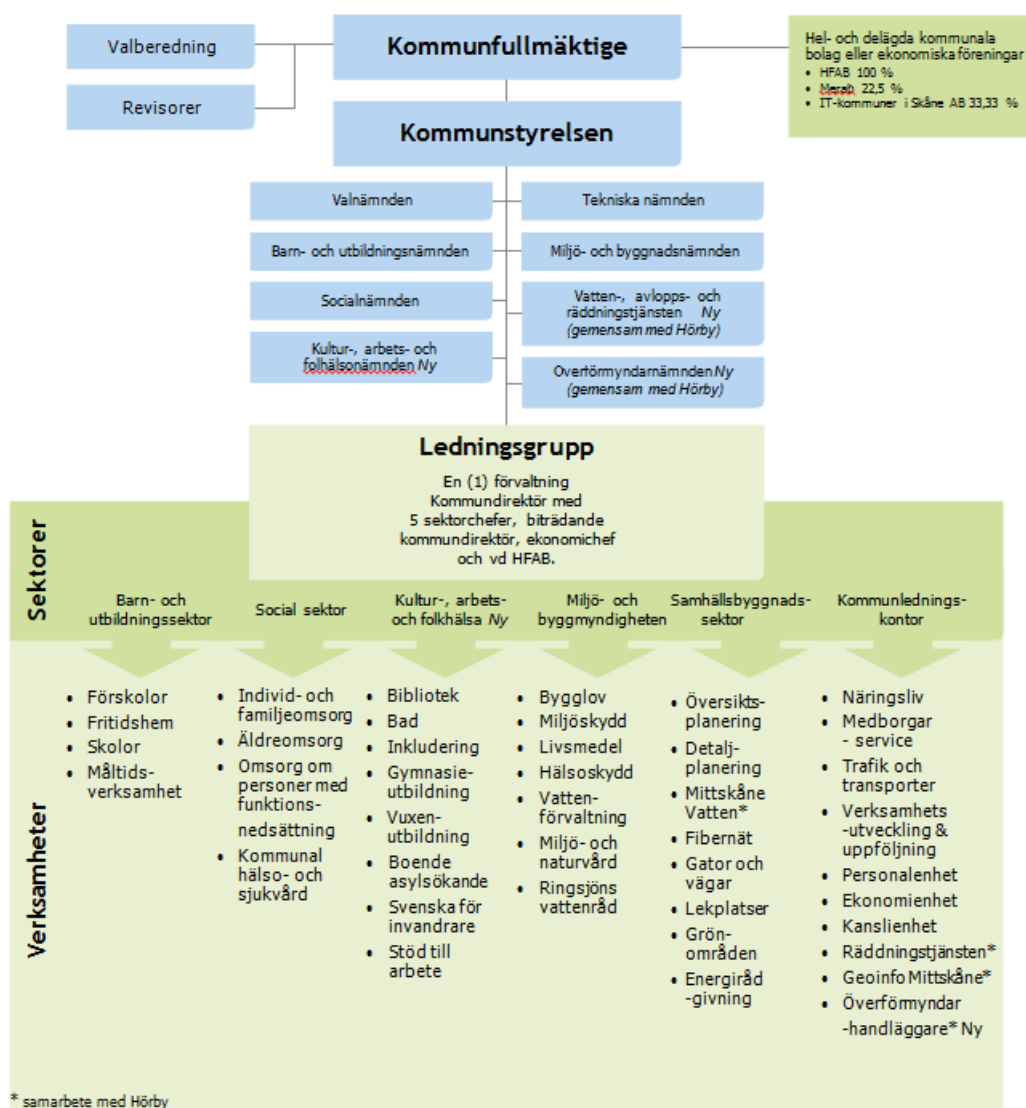 Valberedning
Revisorer
Kommunfullmäktige
Hel- och delägda kommunala
bolag eller ekonomiska föreningar
• HFAB 100 %
• Merab 22,5 %
• IT-kommuner i Skåne AB 33,33 %
Kommunstyrelsen
Valnämnden
Tekniska nämnden
Barn- och utbildningsnämnden
Miljö- och byggnadsnämnden
Socialnämnden
Vatten-, avlopps- och
räddningstjänsten Ny
(gemensam med Hörby)
Kultur-, arbets- och
folhälsonämnden Ny
Overförmyndarnämnden Ny
(gemensam med Hörby)
Ledningsgrupp
En (1) förvaltning
Kommundirektör med
5 sektorchefer, biträdande
kommundirektör, ekonomichef
och vd HFAB.
Sektorer
Barn- och
utbildningssektor
Social sektor
Kultur-, arbets-
och folkhälsa Ny
Miljö- och
byggmyndigheten
Samhällsbyggnads-
sektor
Kommunlednings-
kontor
Verksamheter
• Förskolor
• Fritidshem
• Skolor
• Måltids-
verksamhet
• Individ- och
familjeomsorg
• Äldreomsorg
• Omsorg om
personer med
funktions-
nedsättning
• Kommunal
hälso- och
sjukvård
• Bibliotek
• Bad
• Inkludering
• Gymnasie-
utbildning
• Vuxen-
utbildning
• Boende
asylsökande
• Svenska för
invandrare
• Stöd till
arbete
• Bygglov
• Miljöskydd
• Livsmedel
• Hälsoskydd
• Vatten-
förvaltning
• Miljö- och
naturvård
• Ringsjöns
vattenråd
• Översikts-
planering
• Detalj-
planering
• Mittskåne
Vatten*
• Fibernät
• Gator och
vägar
• Lekplatser
• Grön-
områden
• Energiråd
-givning
• Näringsliv
• Medborgar
- service
• Trafik och
transporter
• Verksamhets
-utveckling &
uppföljning
• Personalenhet
• Ekonomienhet
• Kanslienhet
• Räddningstjänsten*
• Geoinfo Mittskåne*
• Överförmyndar
-handläggare* Ny
* samarbete med Hörby